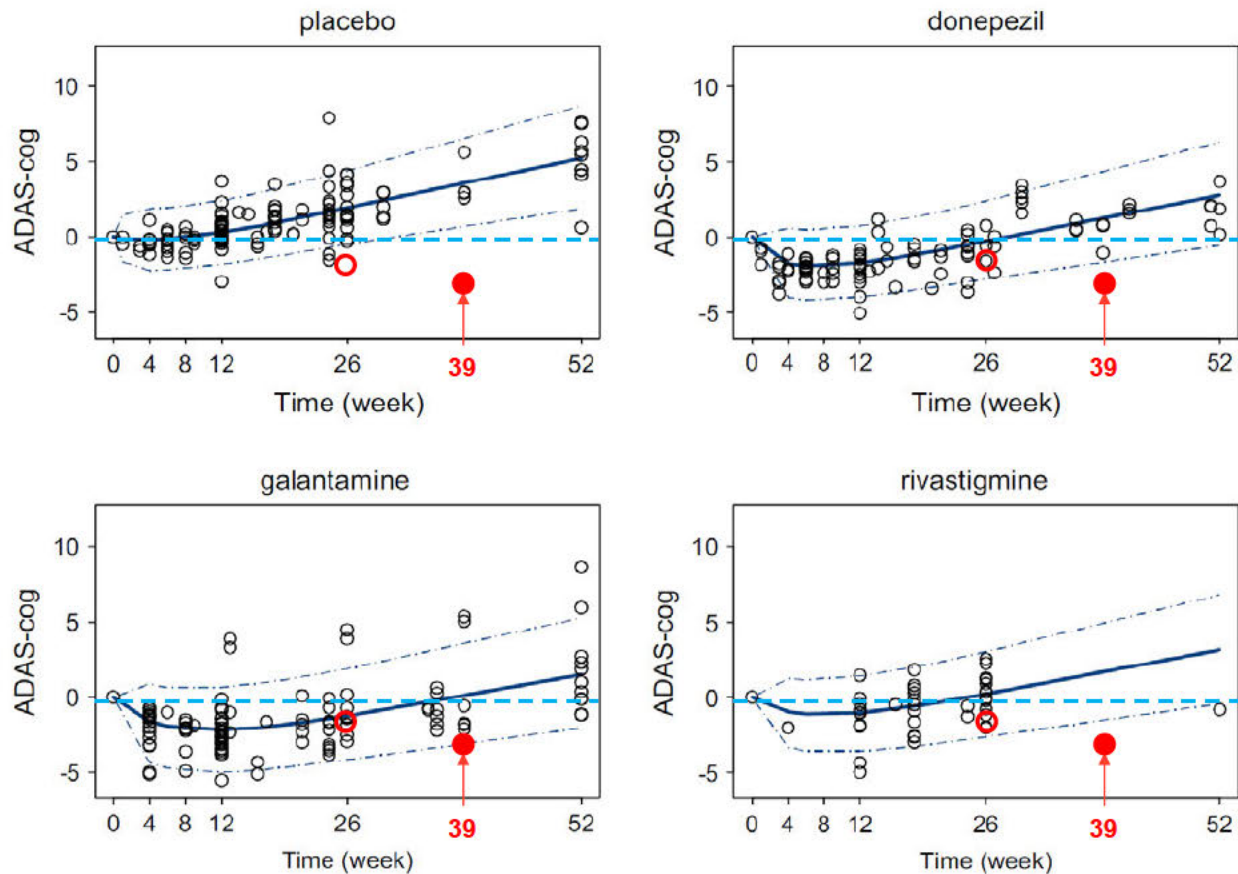 placebo
donepezil
10
5
0
-5
ADAS-cog
0 4 8 12 26 39 52
Time (week)
10
5
0
-5
ADAS-cog
0 4 8 12 26 39 52
Time (week)
galantamine
rivastigmine
10
5
0
-5
ADAS-cog
0 4 8 12 26 39 52
Time (week)
10
5
0
-5
ADAS-cog
0 4 8 12 26 39 52
Time (week)